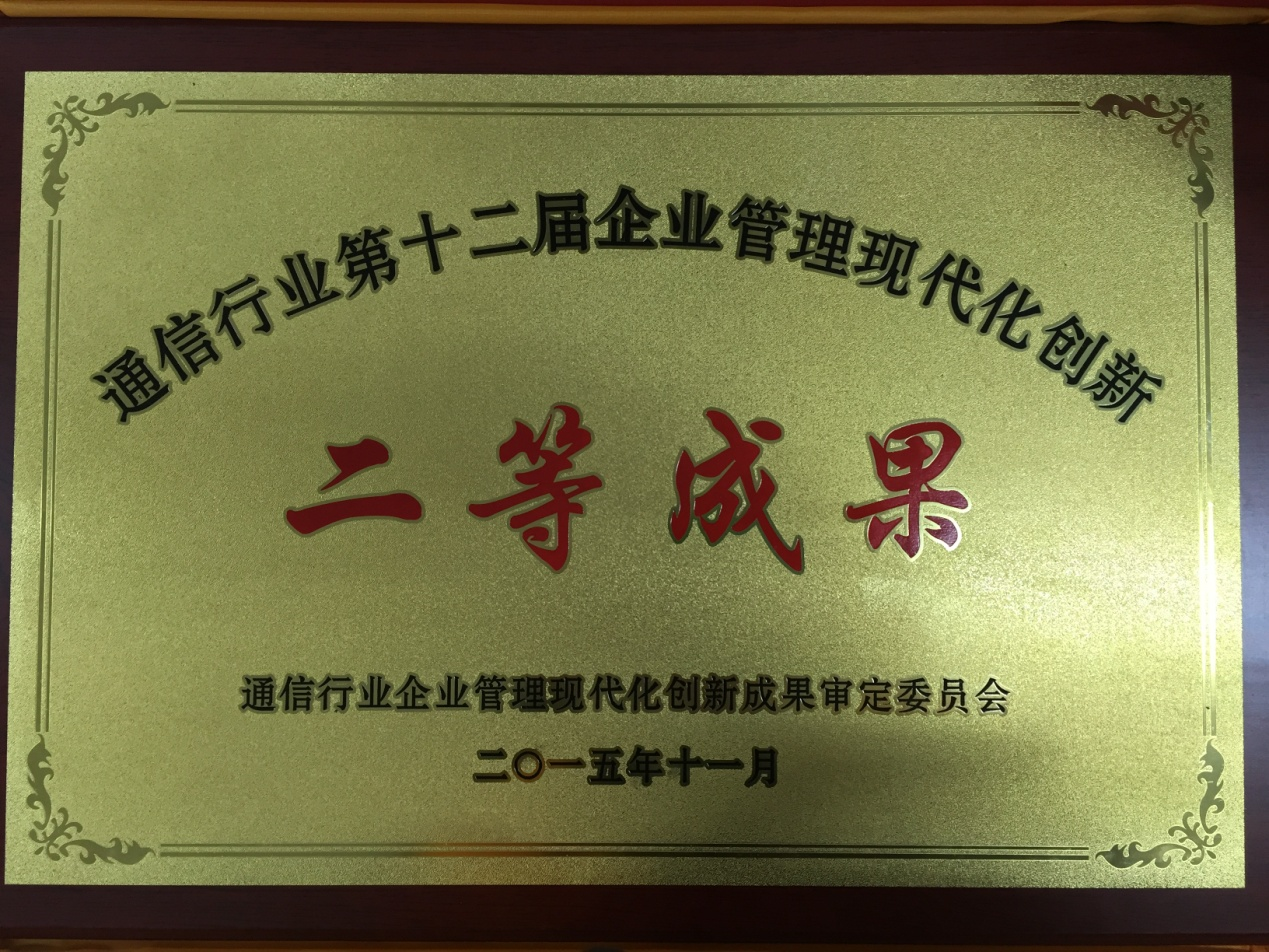 通信行业第十二届企业管理现代化创新
二等成果
通信行业企业管理现代化创新成果审定委员会
二〇一五年十一月